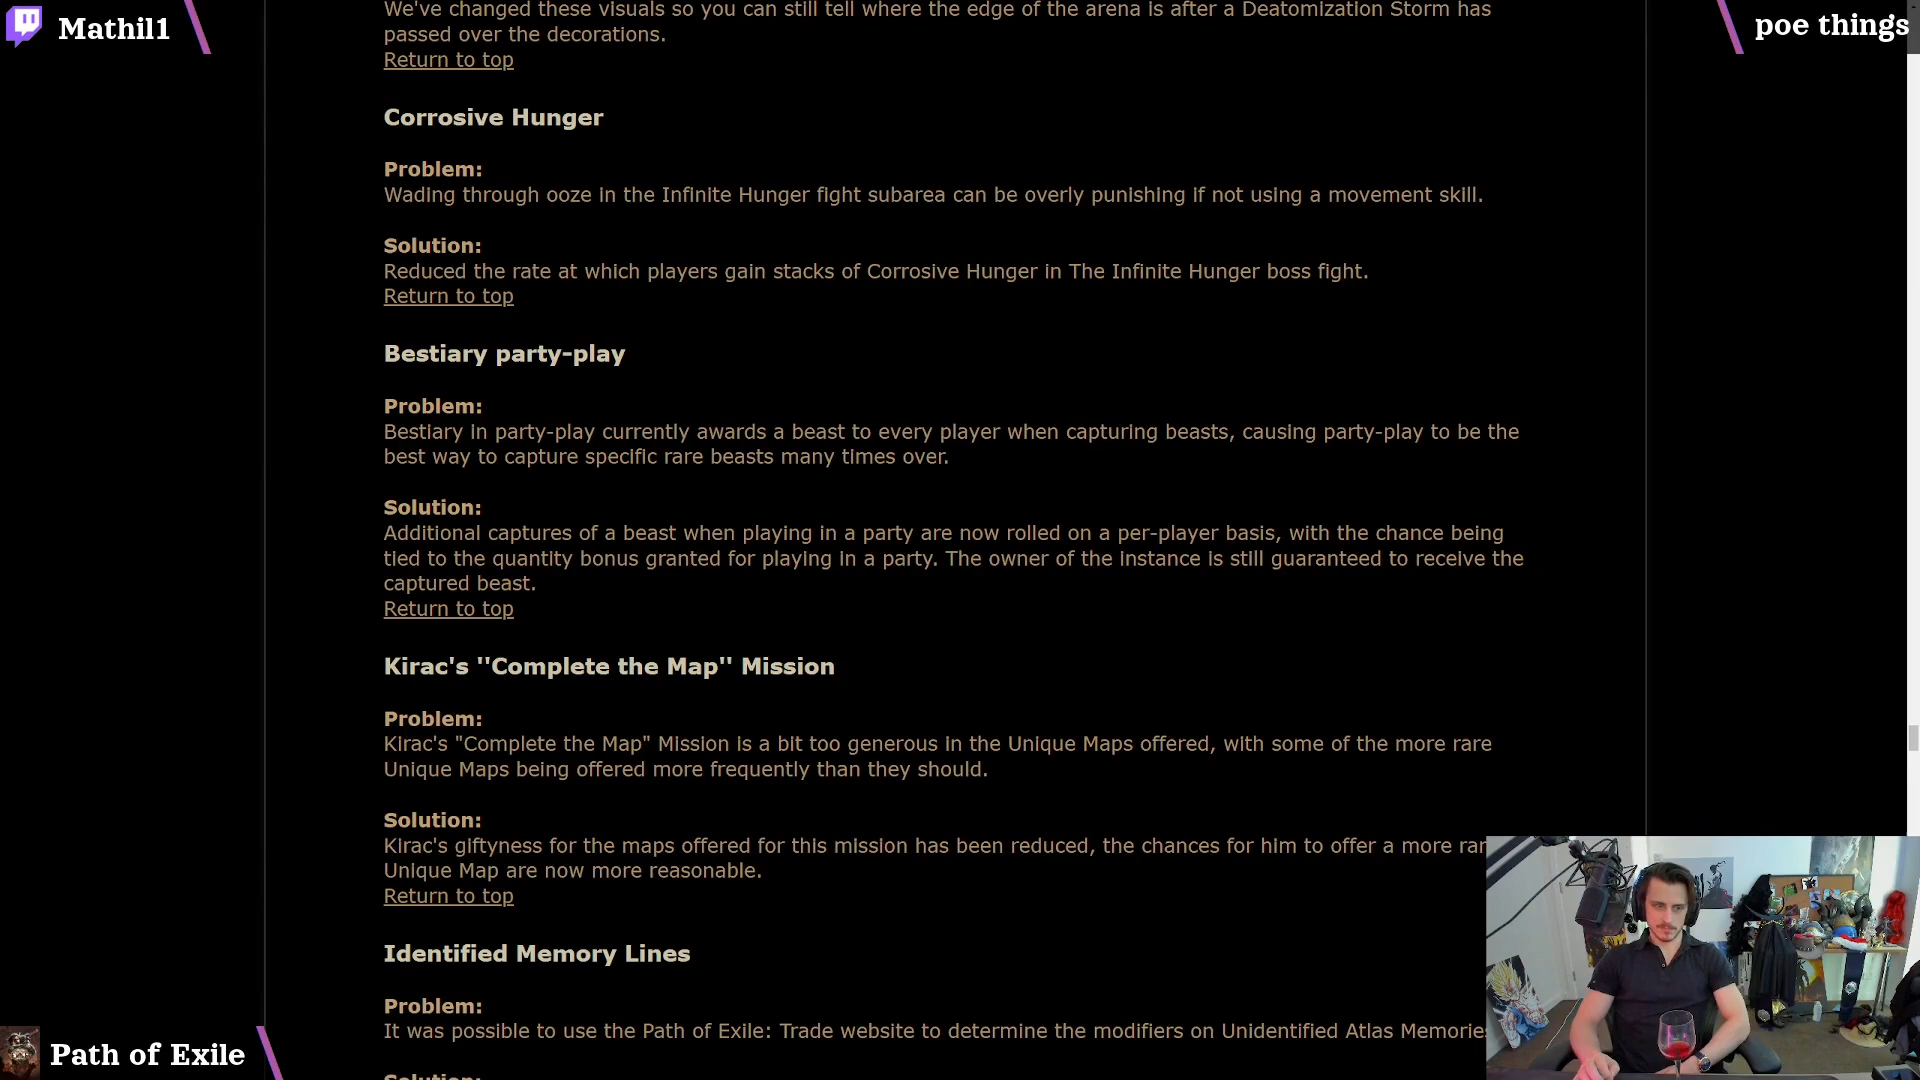 Mathil1
poe things
We've changed these visuals so you can still tell where the edge of the arena is after a Deatomization Storm has
passed over the decorations.
Return to top
Corrosive Hunger
Problem:
Wading through ooze in the Infinite Hunger fight subarea can be overly punishing if not using a movement skill.
Solution:
Reduced the rate at which players gain stacks of Corrosive Hunger in The Infinite Hunger boss fight.
Return to top
Bestiary party-play
Problem:
Bestiary in party-play currently awards a beast to every player when capturing beasts, causing party-play to be the
best way to capture specific rare beasts many times over.
Solution:
Additional captures of a beast when playing in a party are now rolled on a per-player basis, with the chance being
tied to the quantity bonus granted for playing in a party. The owner of the instance is still guaranteed to receive the
captured beast.
Return to top
Kirac's ''Complete the Map'' Mission
Problem:
Kirac's "Complete the Map" Mission is a bit too generous in the Unique Maps offered, with some of the more rare
Unique Maps being offered more frequently than they should.
Solution:
Kirac's giftyness for the maps offered for this mission has been reduced, the chances for him to offer a more
Unique Map are now more reasonable.
Return to top
Identified Memory Lines
Problem:
It was possible to use the Path of Exile: Trade website to determine the modifiers on Unidentified Atlas
Path of Exile